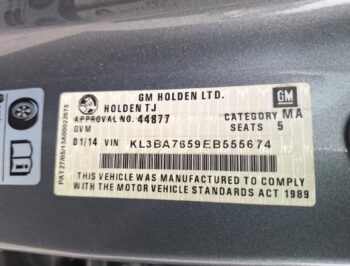 GM HOLDEN LTD.
HOLDEN TJ
GM
APPROVAL NO. 44877
CATEGORY MA
GVM
SEATS 5
01/14 VIN KL3BA7659EB555674
THIS VEHICLE WAS MANUFACTURED TO COMPLY
WITH THE MOTOR VEHICLE STANDARDS ACT 1989